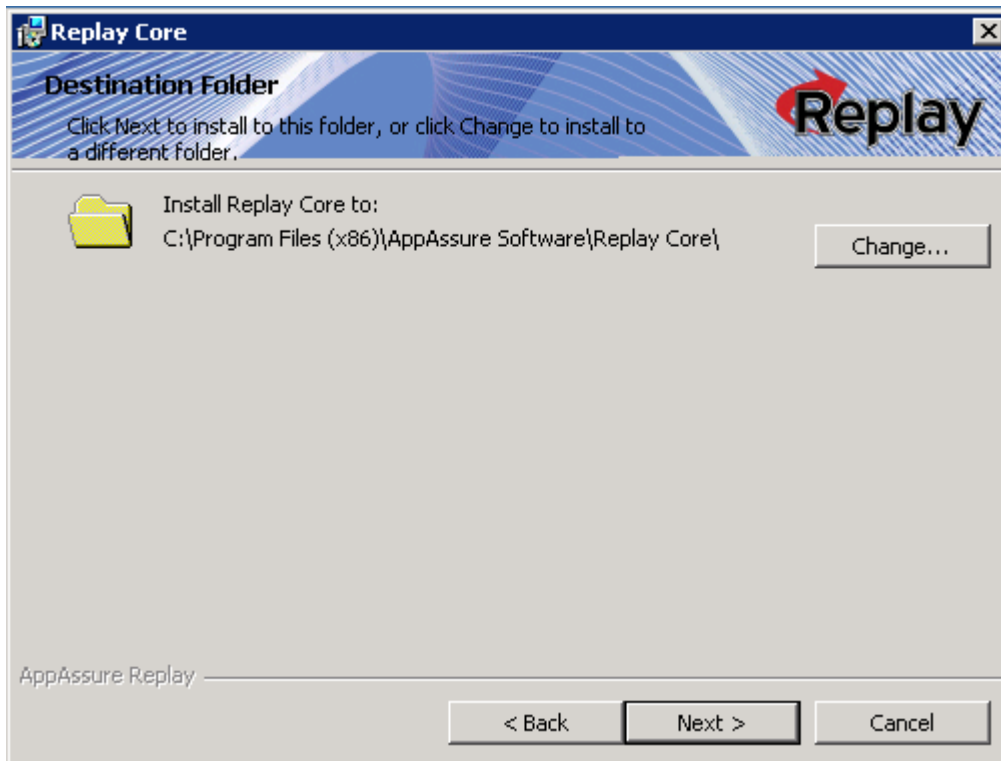 Replay Core
Destination Folder
Click Next to install to this folder, or click Change to install to
a different folder.
Replay
Install Replay Core to:
C:\Program Files (x86)\AppAssure Software\Replay Core\
Change...
AppAssure Replay
< Back
Next >
Cancel